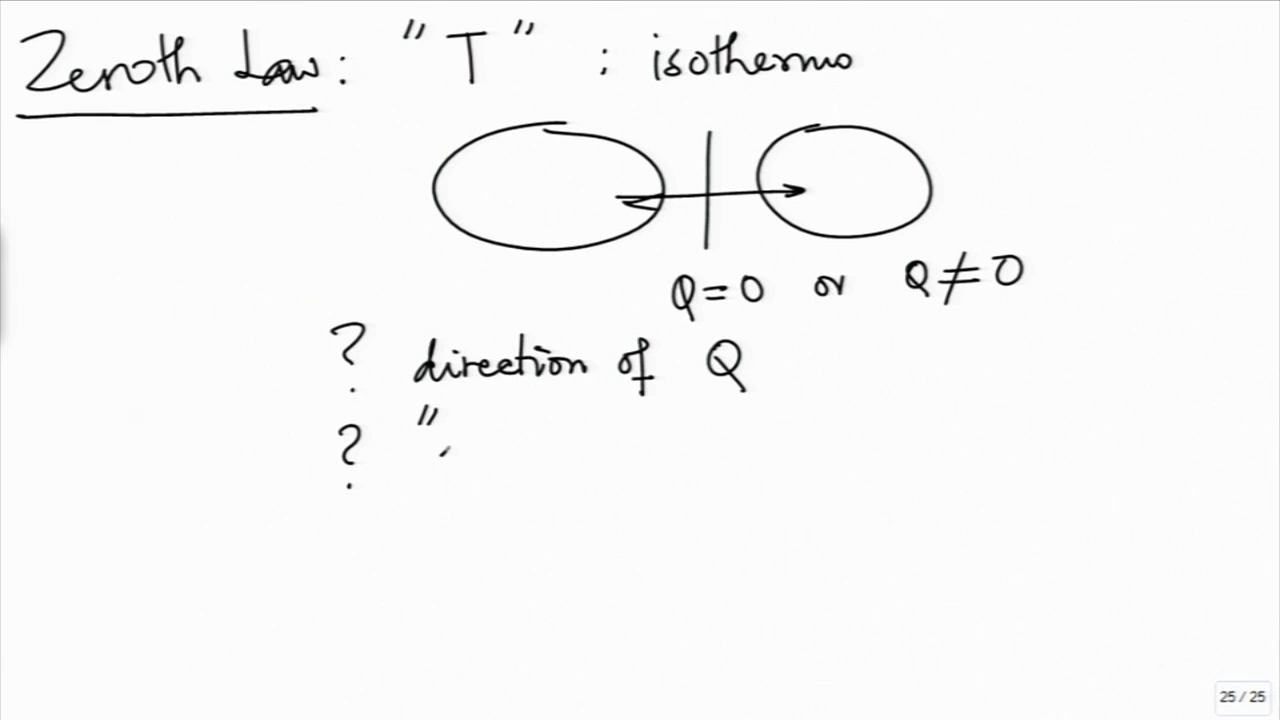 Zeroth Law: "T" : isothermo
Q=0 or Q≠0
? direction of Q
? "
25 / 25